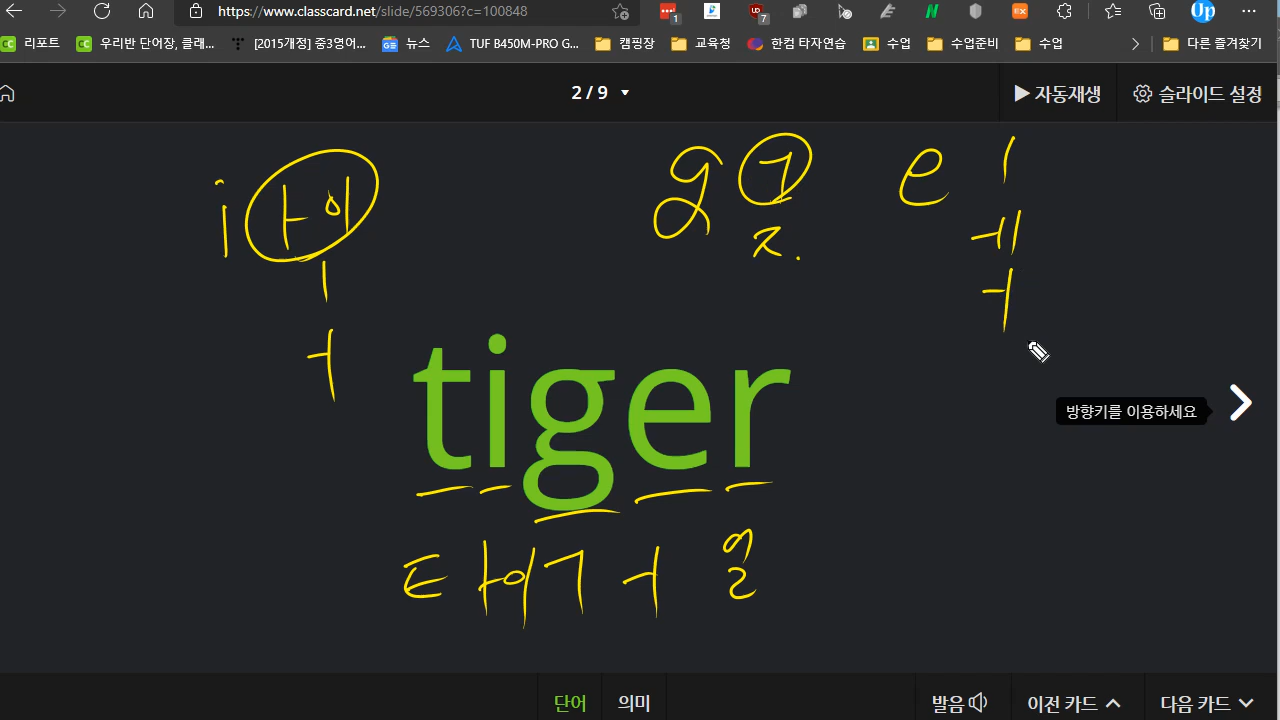 https://www.classcard.net/slide/569306?c=100848
1
7
Up
리포트 우리반 단어장, 클래... [2015개정] 중3영어... 뉴스 TUF B450M-PRO G... 캠핑장 교육청 한컴 타자연습 수업 수업준비 수업 다른 즐겨찾기
2 / 9 자동재생 슬라이드 설정
i ㅏㅣ g ㄱ e ㅣ
ㅈ. ㅔ
ㅣ ㅓ
ㅓ
tiger
방향키를 이용하세요
ㅌㅏㅇㅣㄱㅓ
단어 의미 발음 이전 카드 다음 카드